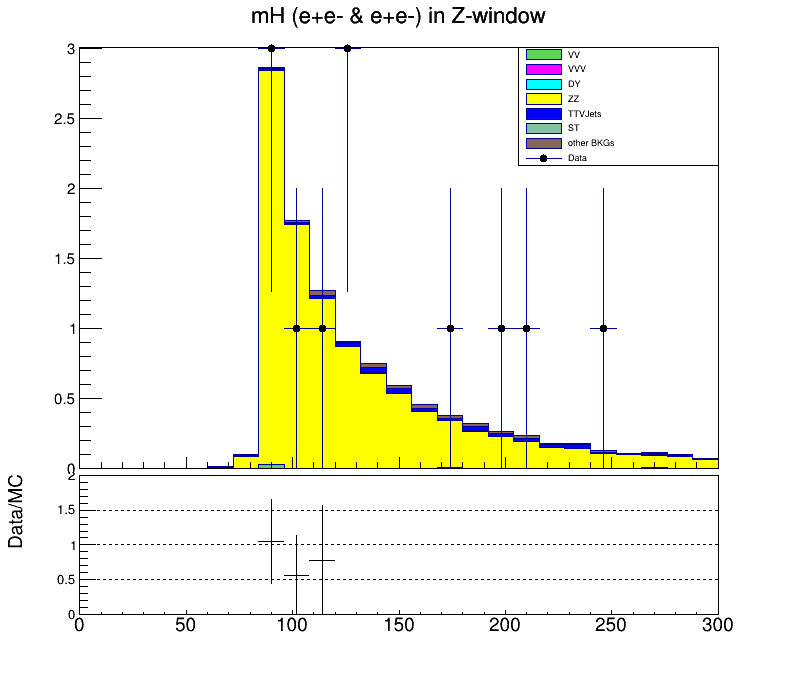 mH (e+e- & e+e-) in Z-window
3
2.5
2
1.5
1
0.5
0
VV
VVV
DY
ZZ
TTVJets
ST
other BKGs
Data
Data/MC
2
1.5
1
0.5
0
0 50 100 150 200 250 300